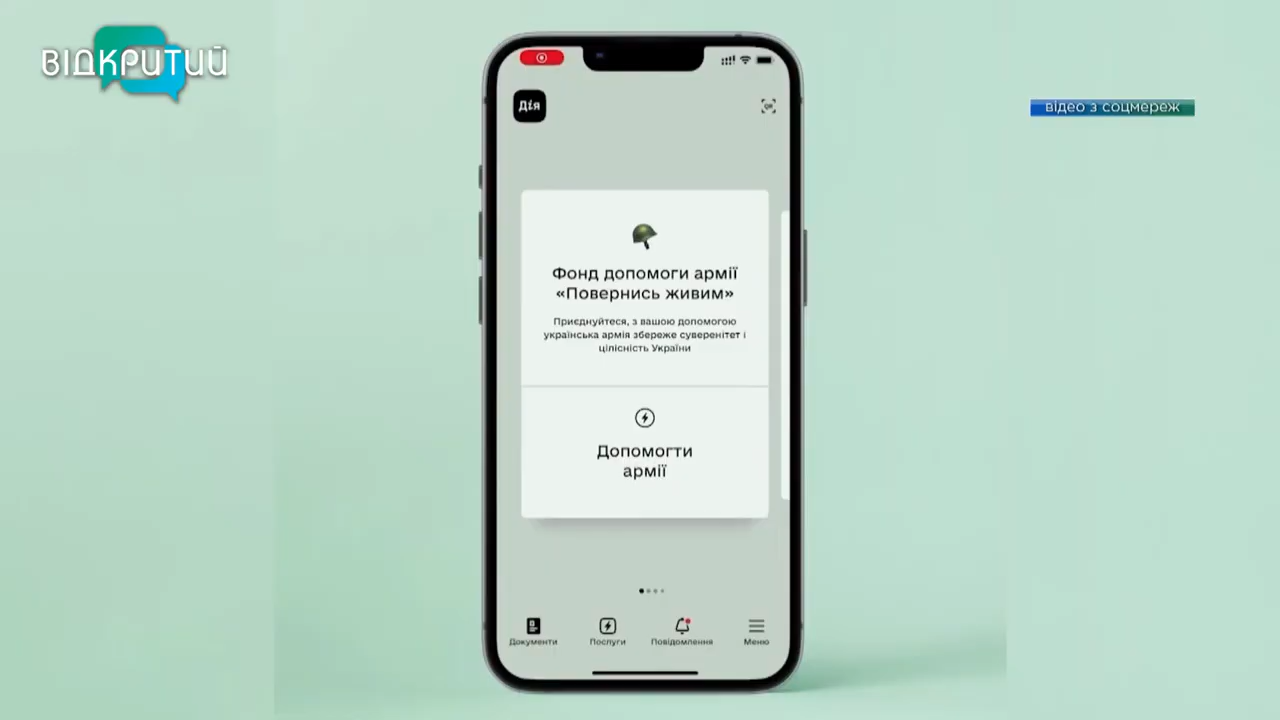 ВІДКРИТИЙ
відео з соцмереж
Дія
QR
Фонд допомоги армії
«Повернись живим»
Приєднуйтеся, з вашою допомогою
українська армія збереже суверенітет і
цілісність України
Допомогти
армії
Документи
Послуги
Повідомлення
Меню